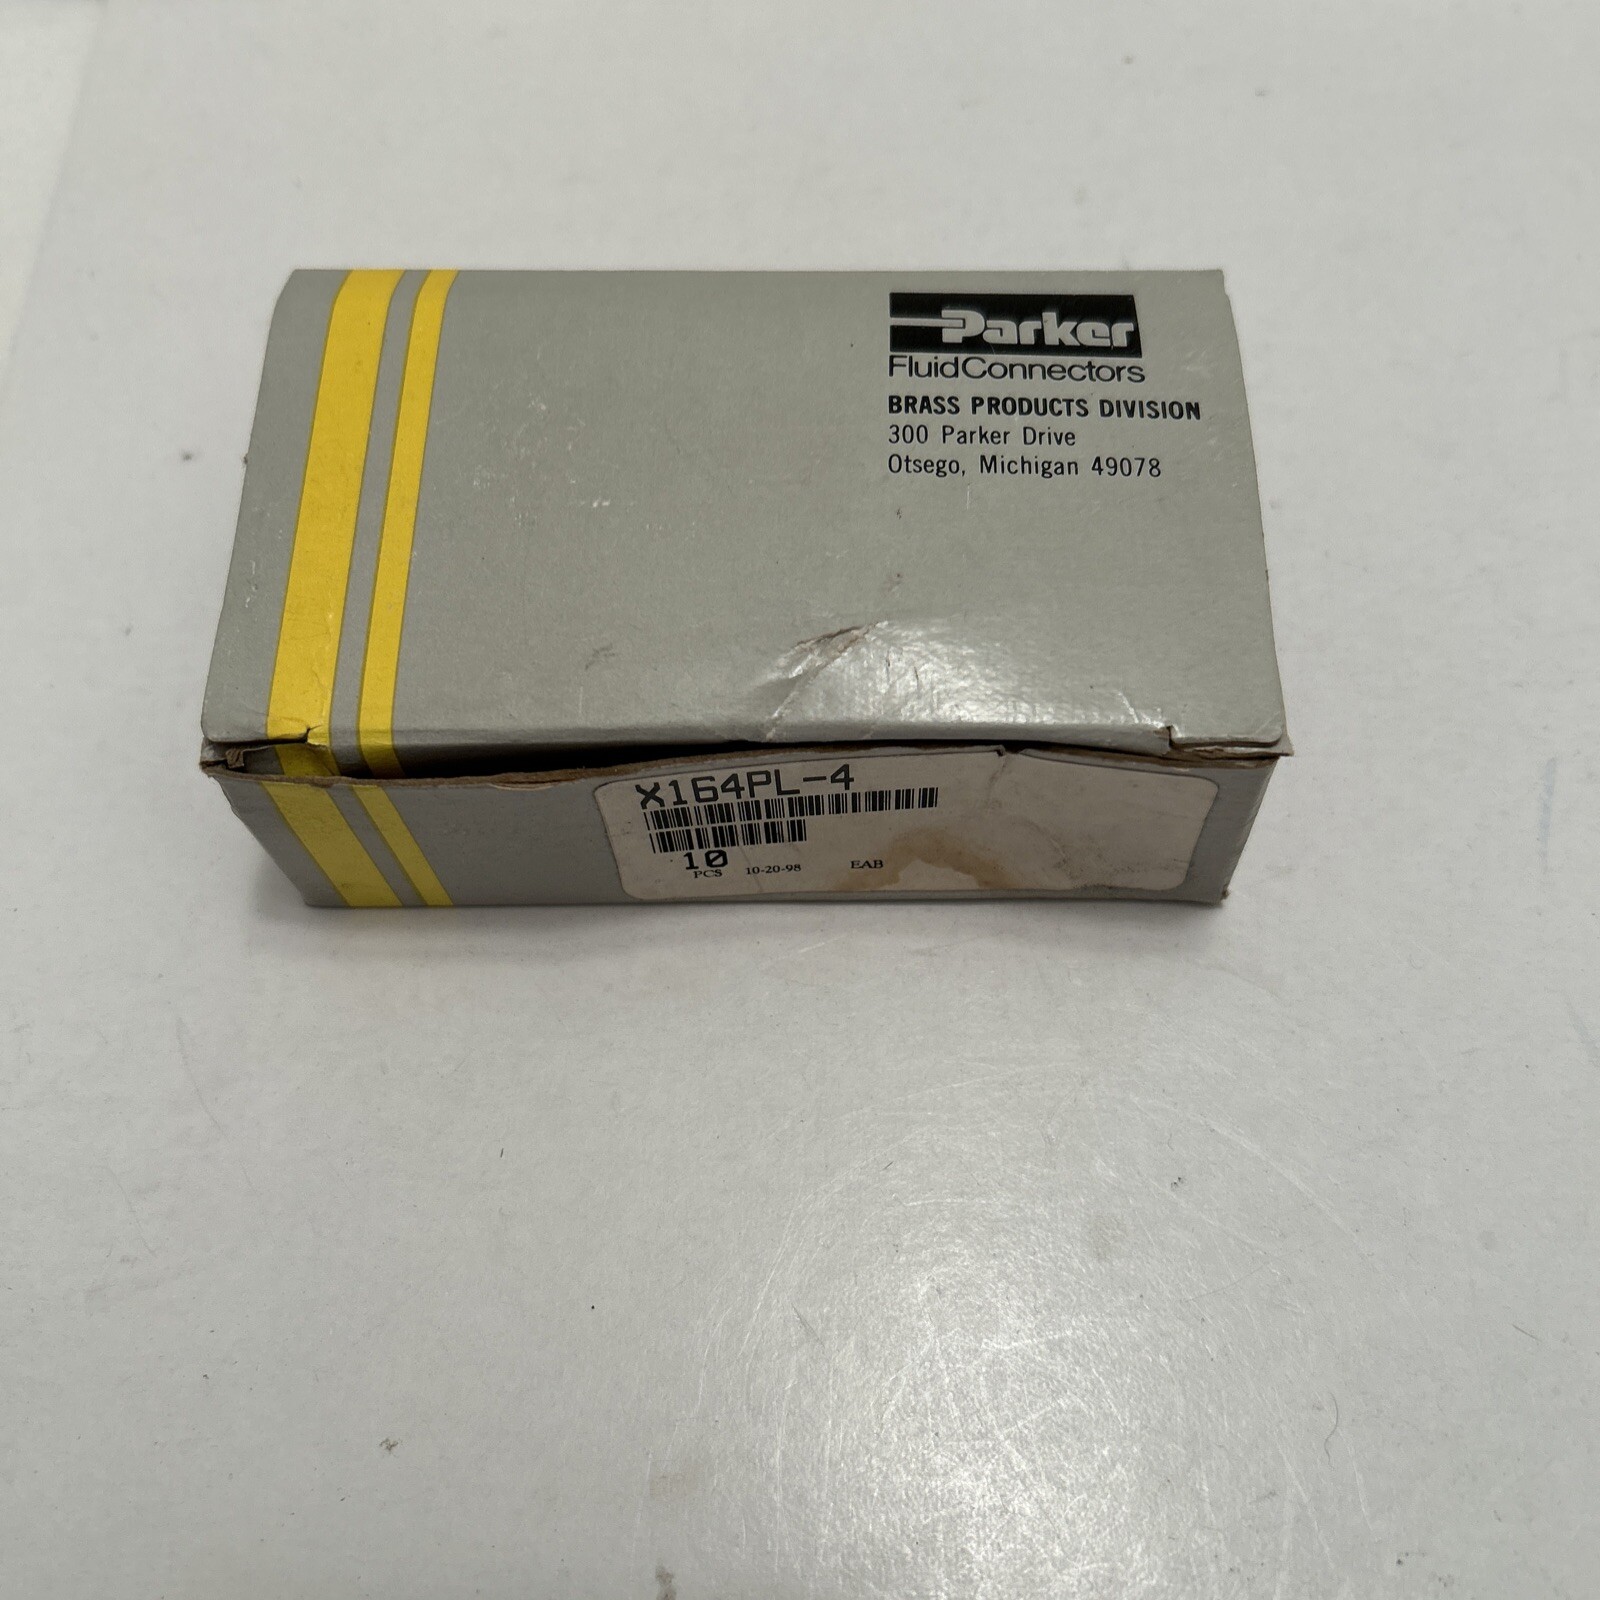 Parker
FluidConnectors
BRASS PRODUCTS DIVISION
300 Parker Drive
Otsego, Michigan 49078
X164PL-4
10
PCS 10-20-98 EAB